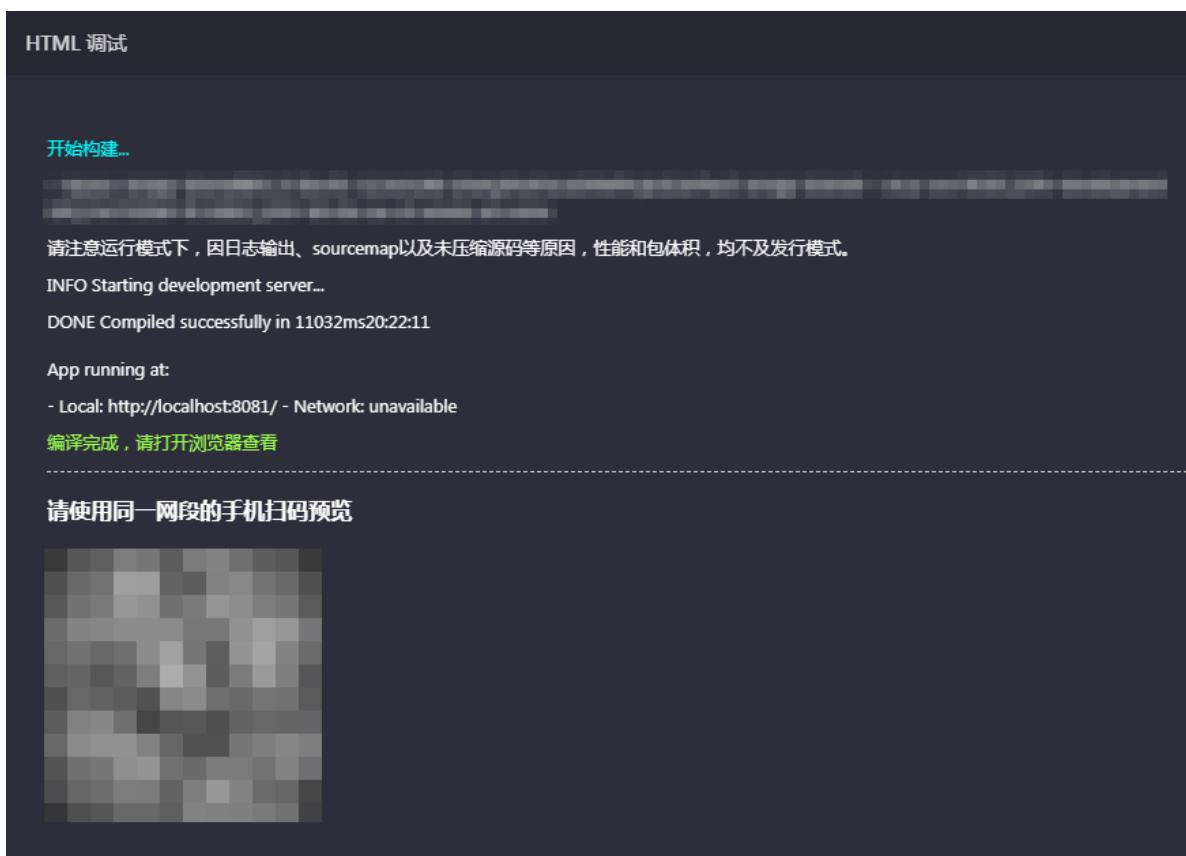 HTML 调试
开始构建...
请注意运行模式下，因日志输出、sourcemap以及未压缩源码等原因，性能和包体积，均不及发行模式。
INFO Starting development server...
DONE Compiled successfully in 11032ms20:22:11
App running at:
- Local: http://localhost:8081/ - Network: unavailable
编译完成，请打开浏览器查看
请使用同一网段的手机扫码预览